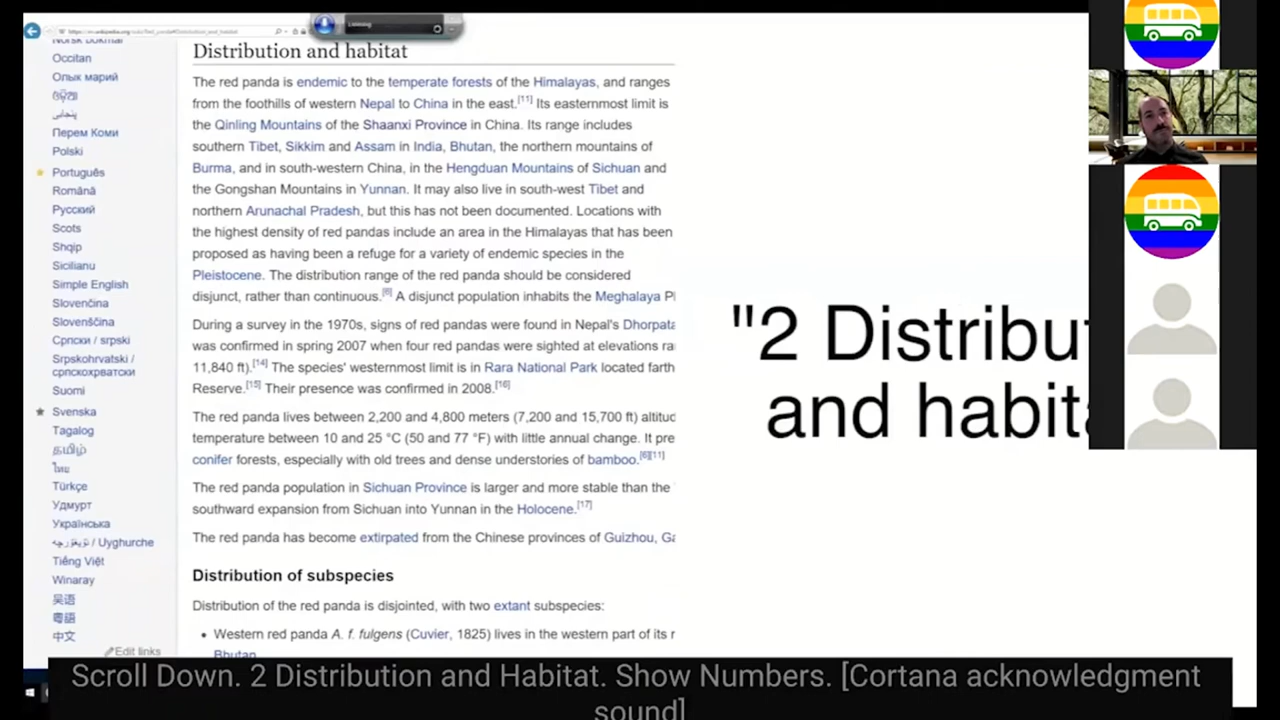 Listening
Norsk bokmål
Occitan
Олык марий
ਪੰਜਾਬੀ
پنجابی
Перем Коми
Polski
Português
Română
Русский
Scots
Shqip
Sicilianu
Simple English
Slovenčina
Slovenščina
Српски / srpski
Srpskohrvatski /
српскохрватски
Suomi
Svenska
Tagalog
தமிழ்
ไทย
Türkçe
Удмурт
Українська
ئۇيغۇرچە / Uyghurche
Tiếng Việt
Winaray
吴语
粵語
中文
Edit links
Distribution and habitat
The red panda is endemic to the temperate forests of the Himalayas, and ranges
from the foothills of western Nepal to China in the east.[11] Its easternmost limit is
the Qinling Mountains of the Shaanxi Province in China. Its range includes
southern Tibet, Sikkim and Assam in India, Bhutan, the northern mountains of
Burma, and in south-western China, in the Hengduan Mountains of Sichuan and
the Gongshan Mountains in Yunnan. It may also live in south-west Tibet and
northern Arunachal Pradesh, but this has not been documented. Locations with
the highest density of red pandas include an area in the Himalayas that has been
proposed as having been a refuge for a variety of endemic species in the
Pleistocene. The distribution range of the red panda should be considered
disjunct, rather than continuous.[6] A disjunct population inhabits the Meghalaya Pl
During a survey in the 1970s, signs of red pandas were found in Nepal's Dhorpata
was confirmed in spring 2007 when four red pandas were sighted at elevations ra
11,840 ft).[14] The species' westernmost limit is in Rara National Park located farth
Reserve.[15] Their presence was confirmed in 2008.[16]
The red panda lives between 2,200 and 4,800 meters (7,200 and 15,700 ft) altitud
temperature between 10 and 25 °C (50 and 77 °F) with little annual change. It pre
conifer forests, especially with old trees and dense understories of bamboo.[6][11]
The red panda population in Sichuan Province is larger and more stable than the
southward expansion from Sichuan into Yunnan in the Holocene.[17]
The red panda has become extirpated from the Chinese provinces of Guizhou, Ga
Distribution of subspecies
Distribution of the red panda is disjointed, with two extant subspecies:
• Western red panda A. f. fulgens (Cuvier, 1825) lives in the western part of its r
Bhutan.
"2 Distribut
and habita
Scroll Down. 2 Distribution and Habitat. Show Numbers. [Cortana acknowledgment
sound]